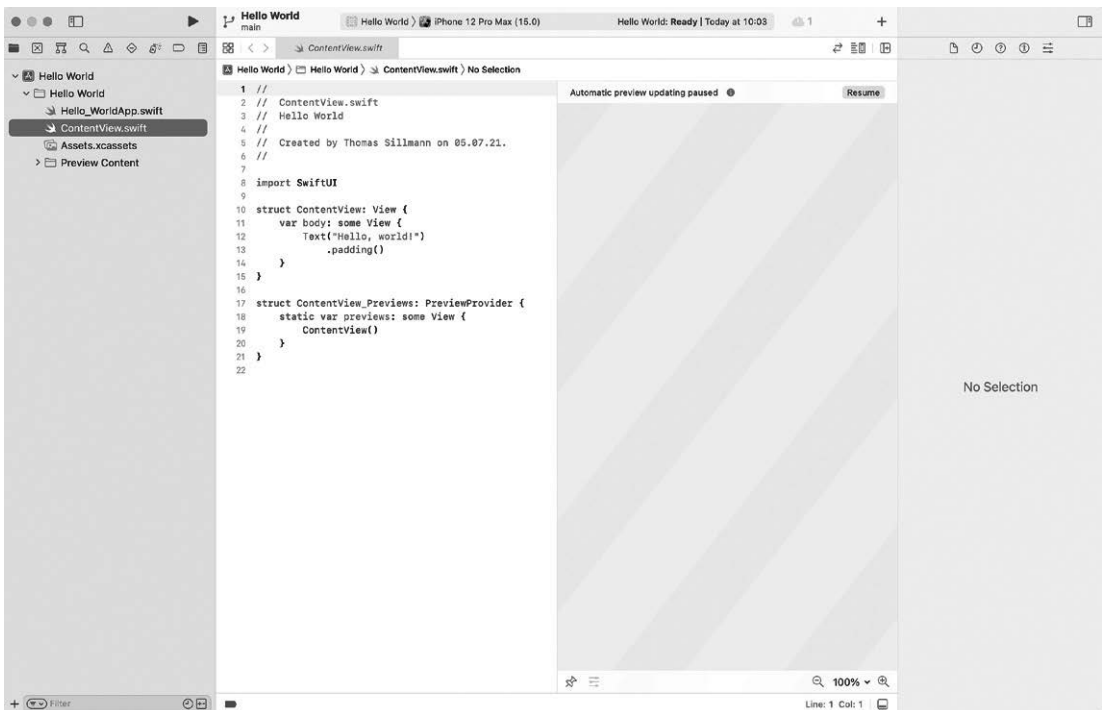 Hello World
main
Hello World 〉 iPhone 12 Pro Max (15.0)
Hello World: Ready | Today at 10:03
1
ContentView.swift
Hello World 〉 Hello World 〉 ContentView.swift 〉 No Selection
Hello World
Hello World
Hello_WorldApp.swift
ContentView.swift
Assets.xcassets
Preview Content
1 //
2 //  ContentView.swift
3 //  Hello World
4 //
5 //  Created by Thomas Sillmann on 05.07.21.
6 //
7
8 import SwiftUI
9
10 struct ContentView: View {
11     var body: some View {
12         Text("Hello, world!")
13             .padding()
14     }
15 }
16
17 struct ContentView_Previews: PreviewProvider {
18     static var previews: some View {
19         ContentView()
20     }
21 }
22
Automatic preview updating paused
Resume
No Selection
100%
Filter
Line: 1 Col: 1